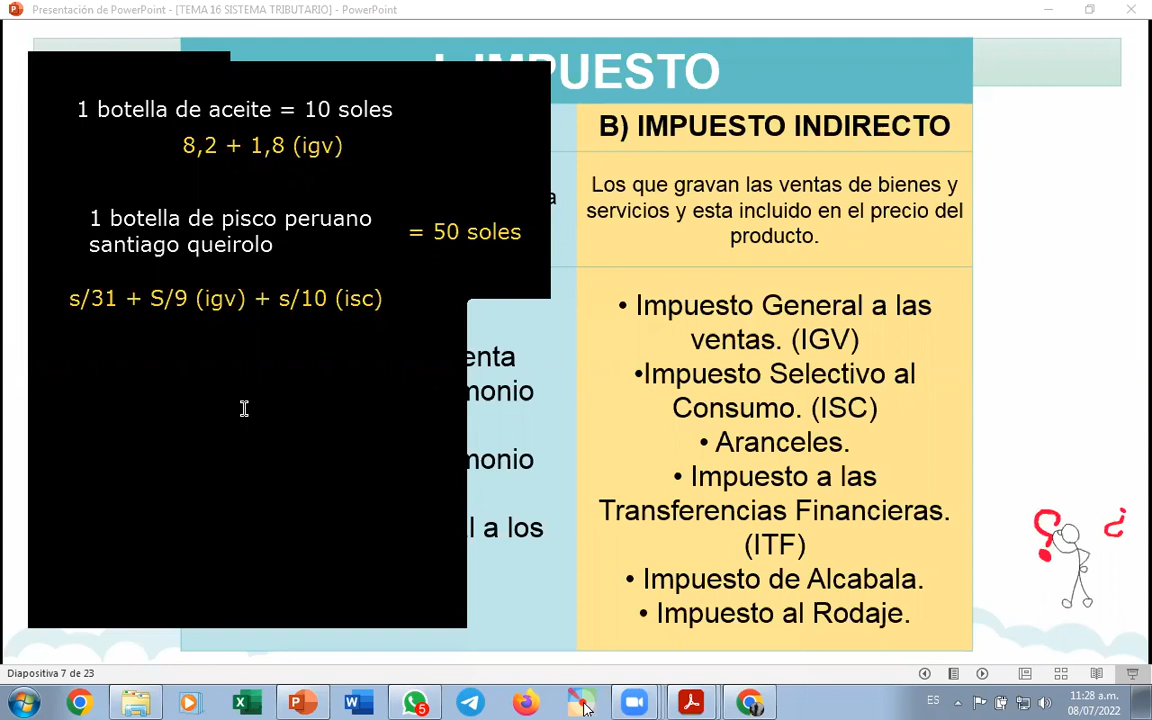 Presentación de PowerPoint - [TEMA 16 SISTEMA TRIBUTARIO] - PowerPoint
IMPUESTO
1 botella de aceite = 10 soles
8,2 + 1,8 (igv)
1 botella de pisco peruano
santiago queirolo
= 50 soles
s/31 + S/9 (igv) + s/10 (isc)
a
enta
monio
monio
l a los
B) IMPUESTO INDIRECTO
Los que gravan las ventas de bienes y
servicios y esta incluido en el precio del
producto.
• Impuesto General a las
ventas. (IGV)
•Impuesto Selectivo al
Consumo. (ISC)
• Aranceles.
• Impuesto a las
Transferencias Financieras.
(ITF)
• Impuesto de Alcabala.
• Impuesto al Rodaje.
? ¿
Diapositiva 7 de 23
5
ES
11:28 a.m.
08/07/2022